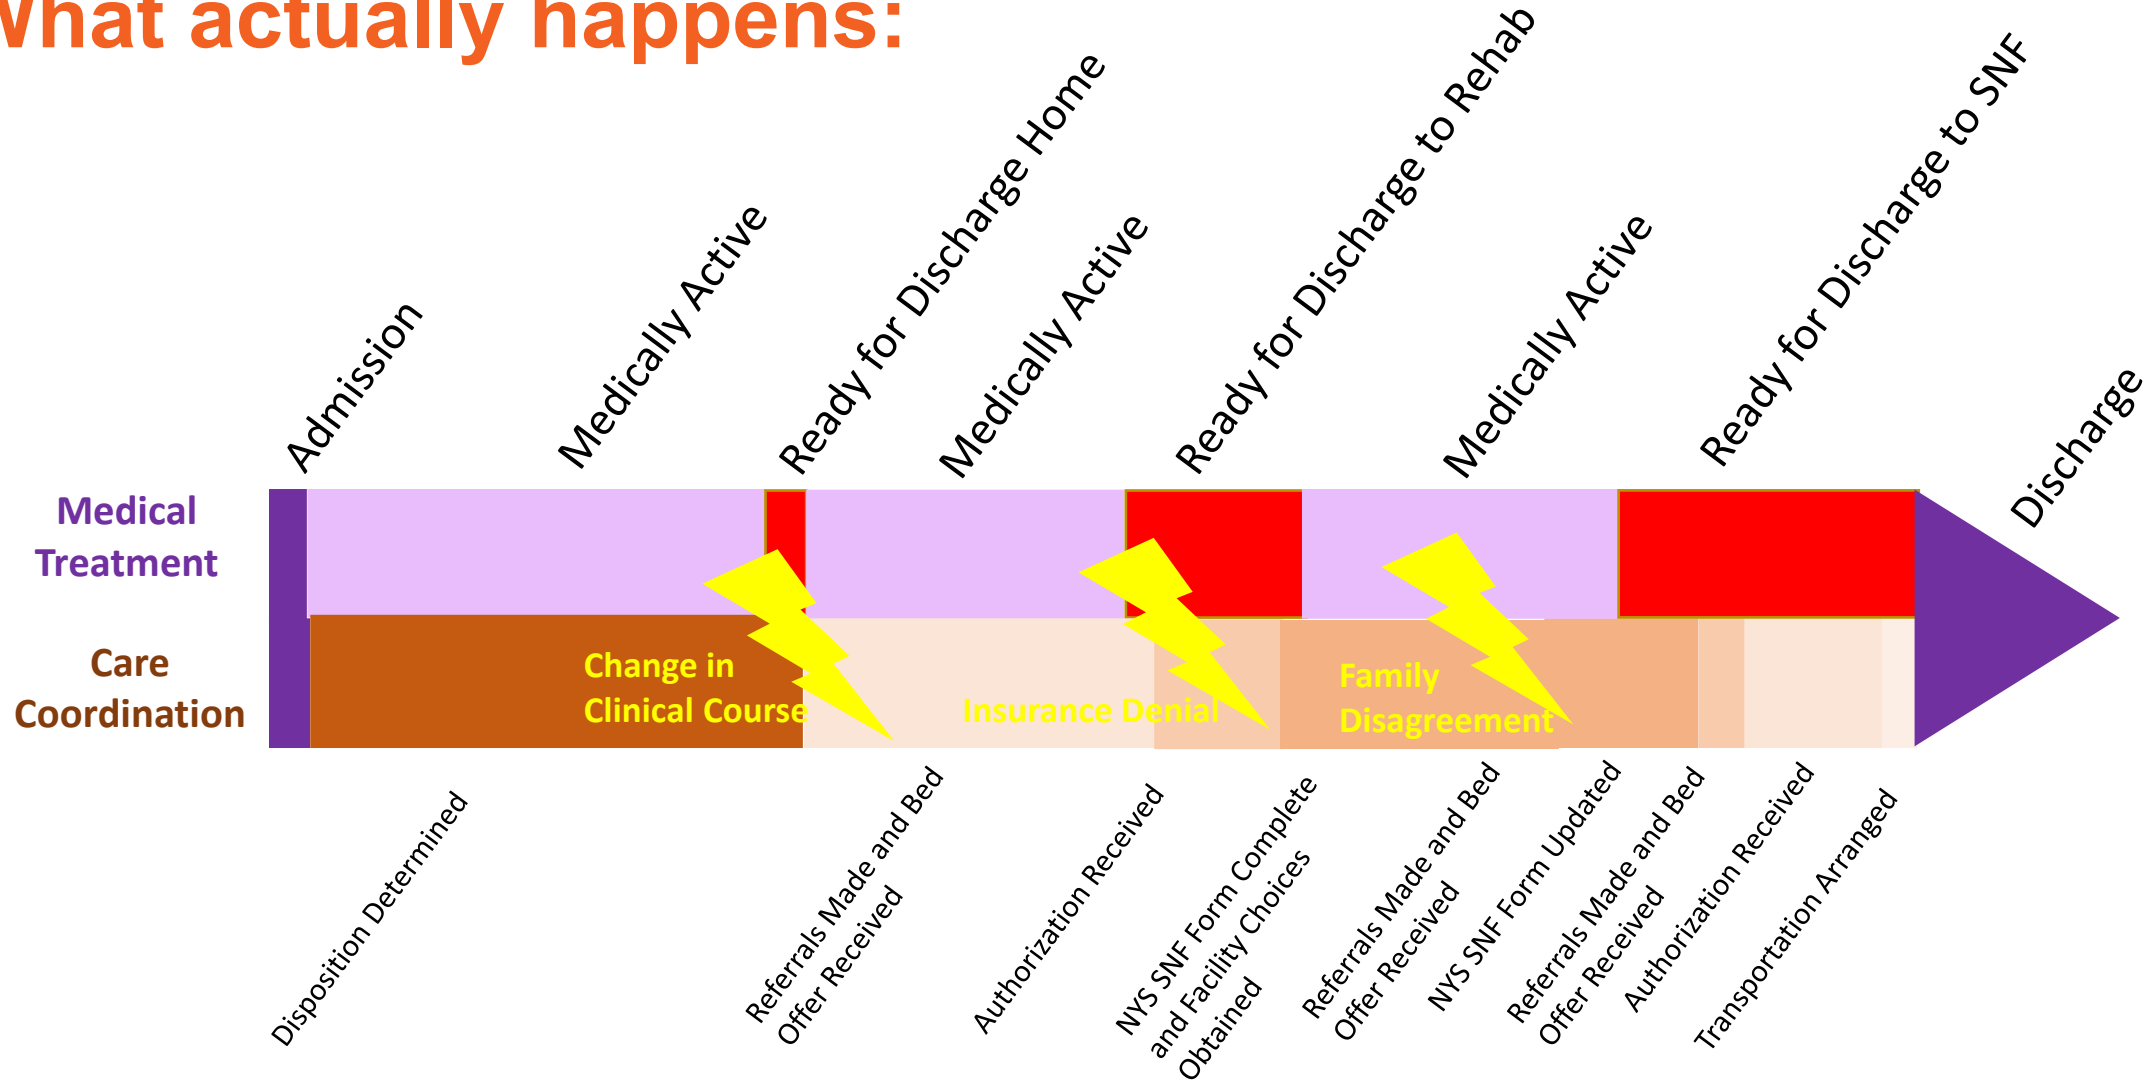 What actually happens:
Admission
Medically Active
Ready for Discharge Home
Medically Active
Ready for Discharge to Rehab
Medically Active
Ready for Discharge to SNF
Discharge
Medical
Treatment
Care
Coordination
Change in
Clinical Course
Insurance Denial
Family
Disagreement
Disposition Determined
Referrals Made and Bed
Offer Received
Authorization Received
NYS SNF Form Complete
and Facility Choices
Obtained
Referrals Made and Bed
Offer Received
NYS SNF Form Updated
Referrals Made and Bed
Offer Received
Authorization Received
Transportation Arranged